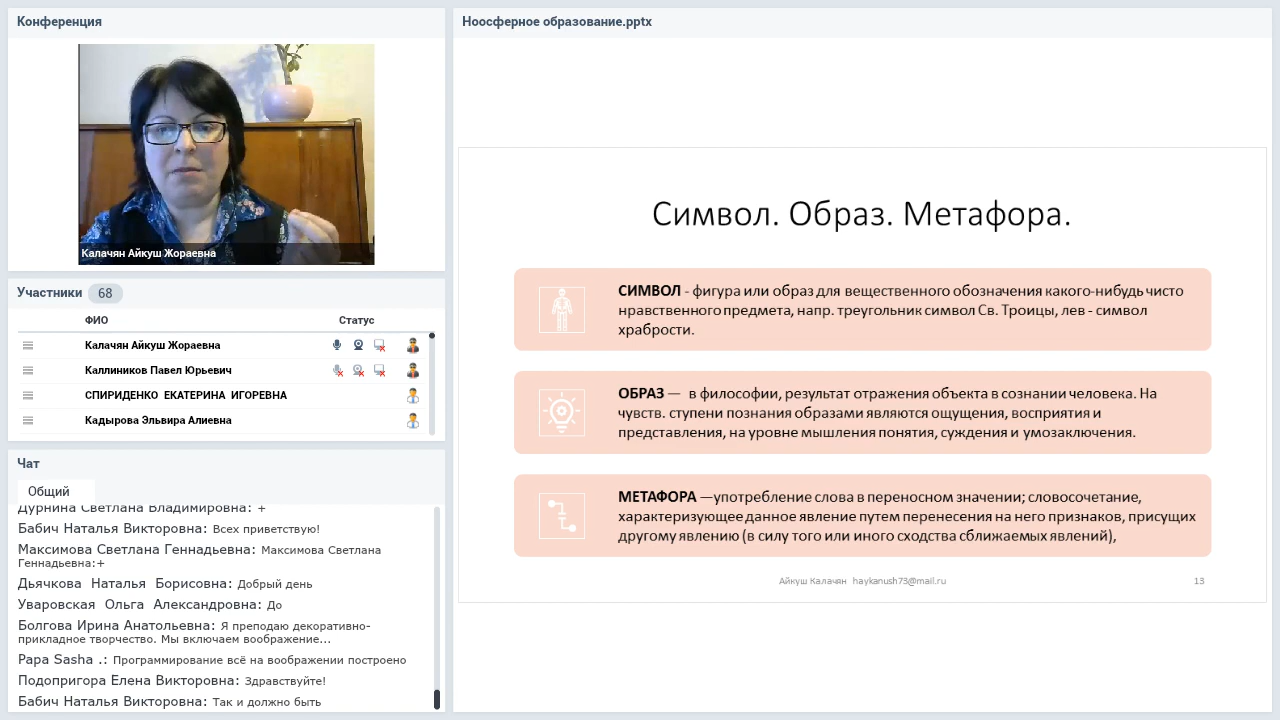 Конференция
Калачян Айкуш Жораевна
Участники 68
ФИО Статус
Калачян Айкуш Жораевна
Каллиников Павел Юрьевич
СПИРИДЕНКО ЕКАТЕРИНА ИГОРЕВНА
Кадырова Эльвира Алиевна
Чат
Общий
Дурнина Светлана Владимировна: +
Бабич Наталья Викторовна: Всех приветствую!
Максимова Светлана Геннадьевна: Максимова Светлана
Геннадьевна:+
Дьячкова Наталья Борисовна: Добрый день
Уваровская Ольга Александровна: До
Болгова Ирина Анатольевна: Я преподаю декоративно-
прикладное творчество. Мы включаем воображение...
Papa Sasha .: Программирование всё на воображении построено
Подопригора Елена Викторовна: Здравствуйте!
Бабич Наталья Викторовна: Так и должно быть
Ноосферное образование.pptx
Символ. Образ. Метафора.
СИМВОЛ - фигура или образ для вещественного обозначения какого-нибудь чисто
нравственного предмета, напр. треугольник символ Св. Троицы, лев - символ
храбрости.
ОБРАЗ — в философии, результат отражения объекта в сознании человека. На
чувств. ступени познания образами являются ощущения, восприятия и
представления, на уровне мышления понятия, суждения и умозаключения.
МЕТАФОРА —употребление слова в переносном значении; словосочетание,
характеризующее данное явление путем перенесения на него признаков, присущих
другому явлению (в силу того или иного сходства сближаемых явлений),
Айкуш Калачян haykanush73@mail.ru 13